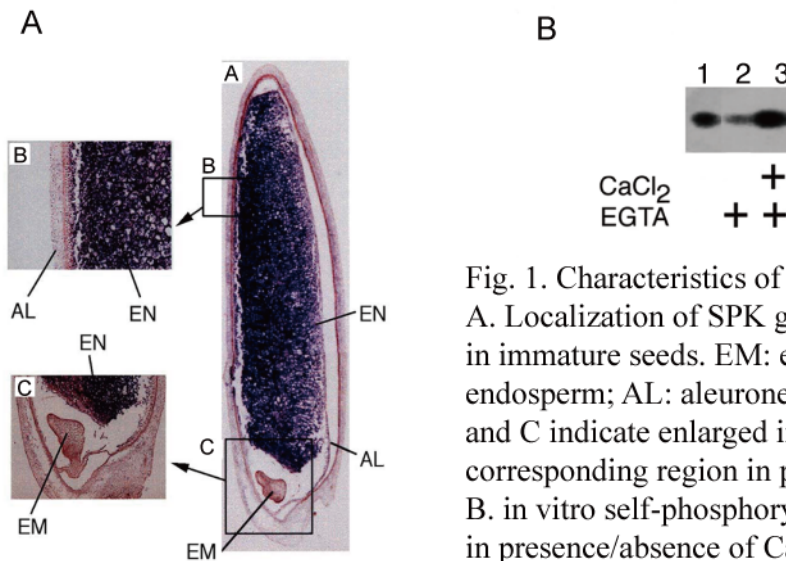 A
B
A
B
B
AL
EN
EN
EN
C
C
AL
EM
EM
1 2 3
CaCl2 +
EGTA + +
Fig. 1. Characteristics of
A. Localization of SPK g
in immature seeds. EM: e
endosperm; AL: aleurone
and C indicate enlarged i
corresponding region in p
B. in vitro self-phosphory
in presence/absence of Ca